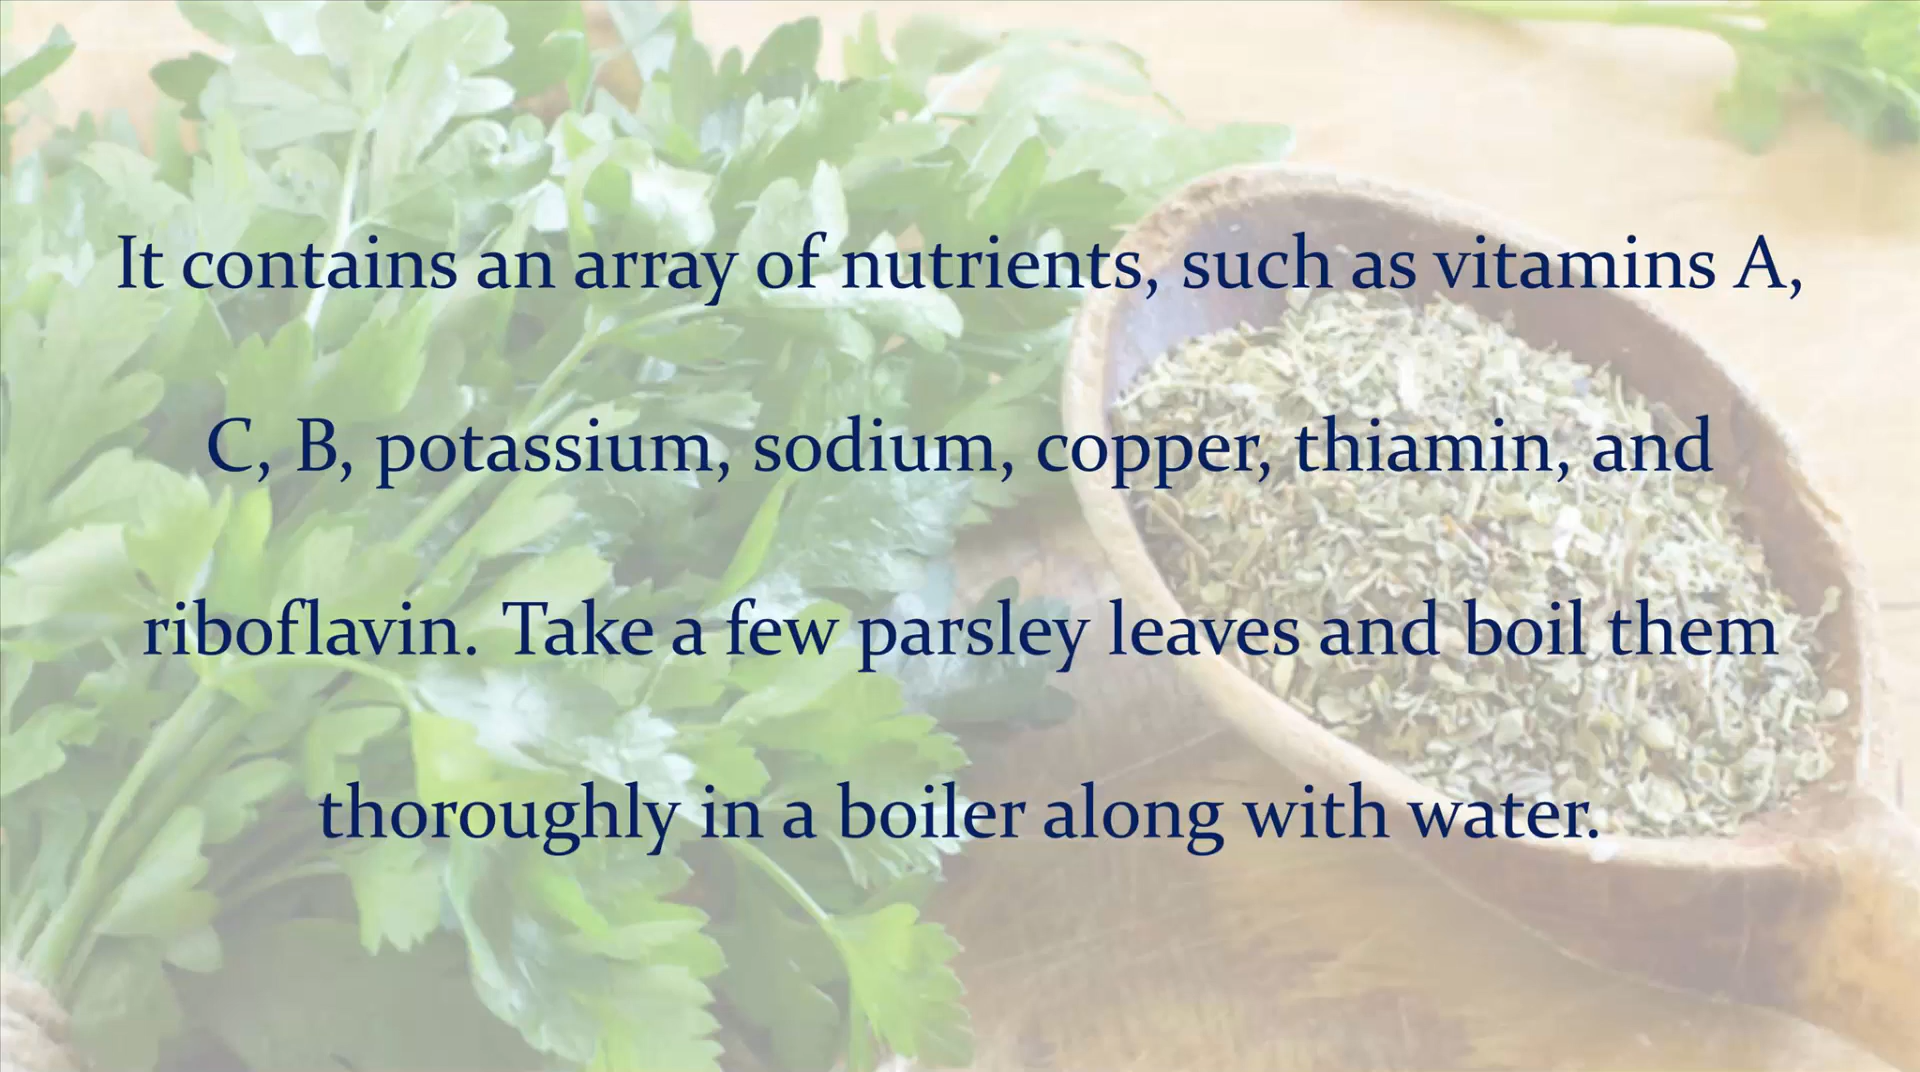 It contains an array of nutrients, such as vitamins A,
C, B, potassium, sodium, copper, thiamin, and
riboflavin. Take a few parsley leaves and boil them
thoroughly in a boiler along with water.